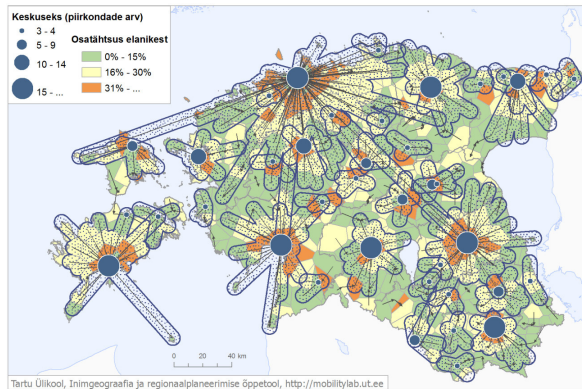 Keskuseks (piirkondade arv)
3 - 4
5 - 9
10 - 14
15 - ...
Osatähtsus elanikest
0% - 15%
16% - 30%
31% - ...
0 20 40 km
Tartu Ülikool, Inimgeograafia ja regionaalplaneerimise õppetool, http://mobilitylab.ut.ee